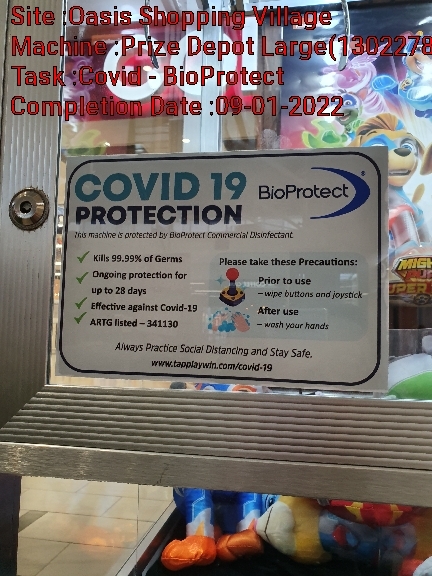 Site :Oasis Shopping Village
Machine :Prize Depot Large(1302278
Task :Covid - BioProtect
Completion Date :09-01-2022
COVID 19
PROTECTION
BioProtect
This machine is protected by BioProtect Commercial Disinfectant.
Kills 99.99% of Germs
Ongoing protection for
up to 28 days
Effective against Covid-19
ARTG listed – 341130
Please take these Precautions:
Prior to use
– wipe buttons and joystick
After use
– wash your hands
Always Practice Social Distancing and Stay Safe.
www.tapplaywin.com/covid-19
MIGH